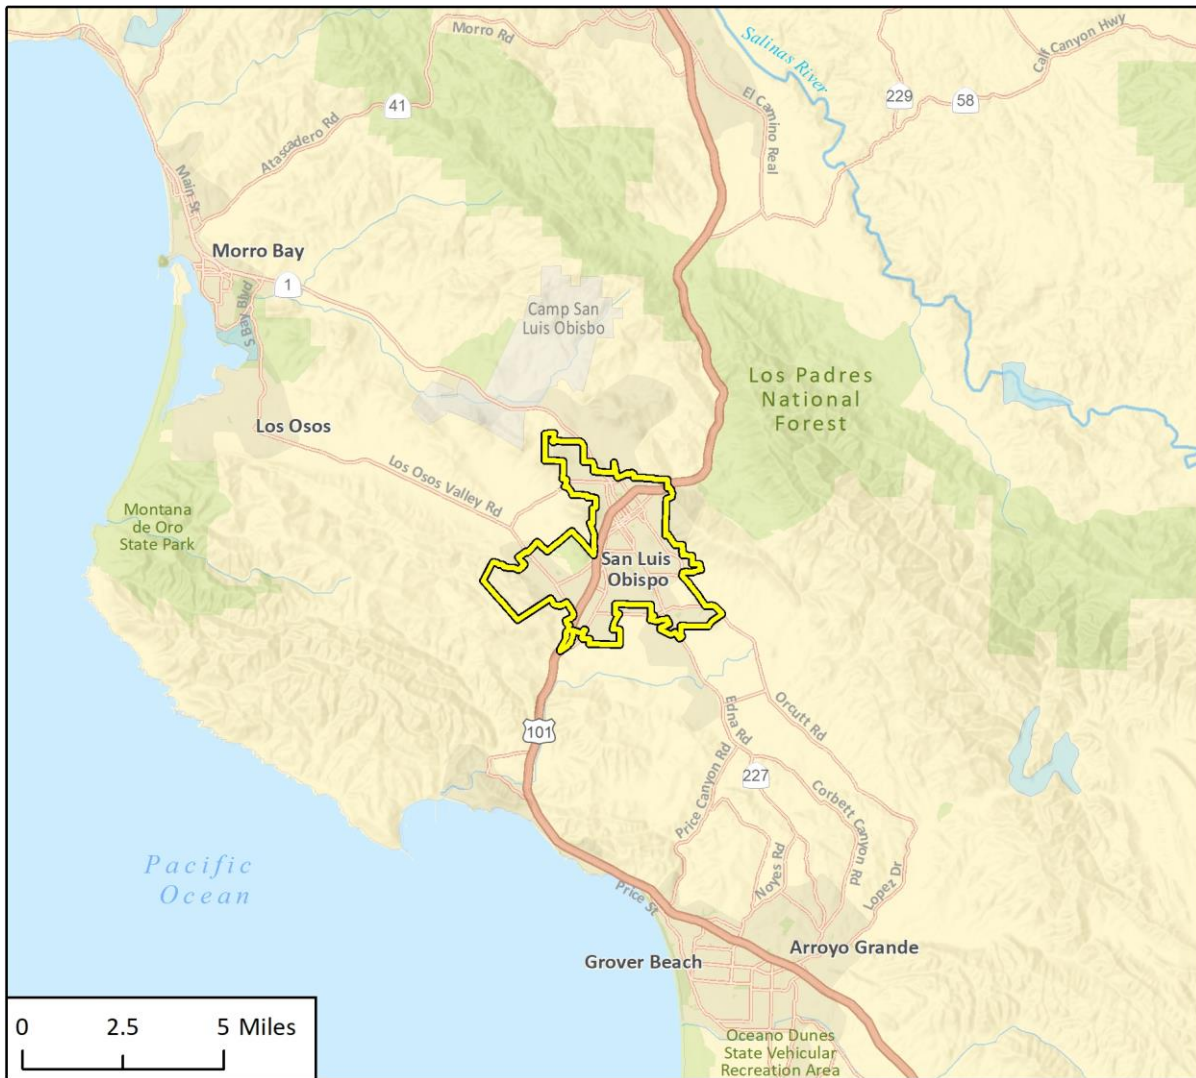 Morro Rd
Salinas River
Calf Canyon Hwy
41
229
58
El Camino Real
Atascadero Rd
Main St
Morro Bay
1
S Bay Blvd
Camp San
Luis Obisbo
Los Padres
National
Forest
Los Osos
Los Osos Valley Rd
Montana
de Oro
State Park
San Luis
Obispo
101
Edna Rd
Orcutt Rd
Price Canyon Rd
227
Corbett Canyon Rd
Noyes Rd
Lopez Dr
Pacific
Ocean
Price St
Arroyo Grande
Grover Beach
0 2.5 5 Miles
Oceano Dunes
State Vehicular
Recreation Area